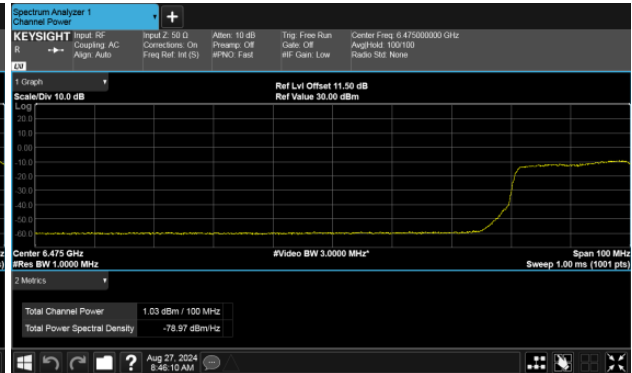 Spectrum Analyzer 1
Channel Power
+
KEYSIGHT Input: RF Input Z: 50 Ω Atten: 10 dB Trig: Free Run Center Freq: 6.475000000 GHz
R Coupling: AC Corrections: On Preamp: Off Gate: Off Avg|Hold: 100/100
Align: Auto Freq Ref: Int (S) #PNO: Fast #IF Gain: Low Radio Std: None
LXI
1 Graph Ref Lvl Offset 11.50 dB
Scale/Div 10.0 dB Ref Value 30.00 dBm
Log
20.0
10.0
0.00
-10.0
-20.0
-30.0
-40.0
-50.0
-60.0
z Center 6.475 GHz #Video BW 3.0000 MHz* Span 100 MHz
) #Res BW 1.0000 MHz Sweep 1.00 ms (1001 pts)
2 Metrics
Total Channel Power 1.03 dBm / 100 MHz
Total Power Spectral Density -78.97 dBm/Hz
? Aug 27, 2024
8:46:10 AM